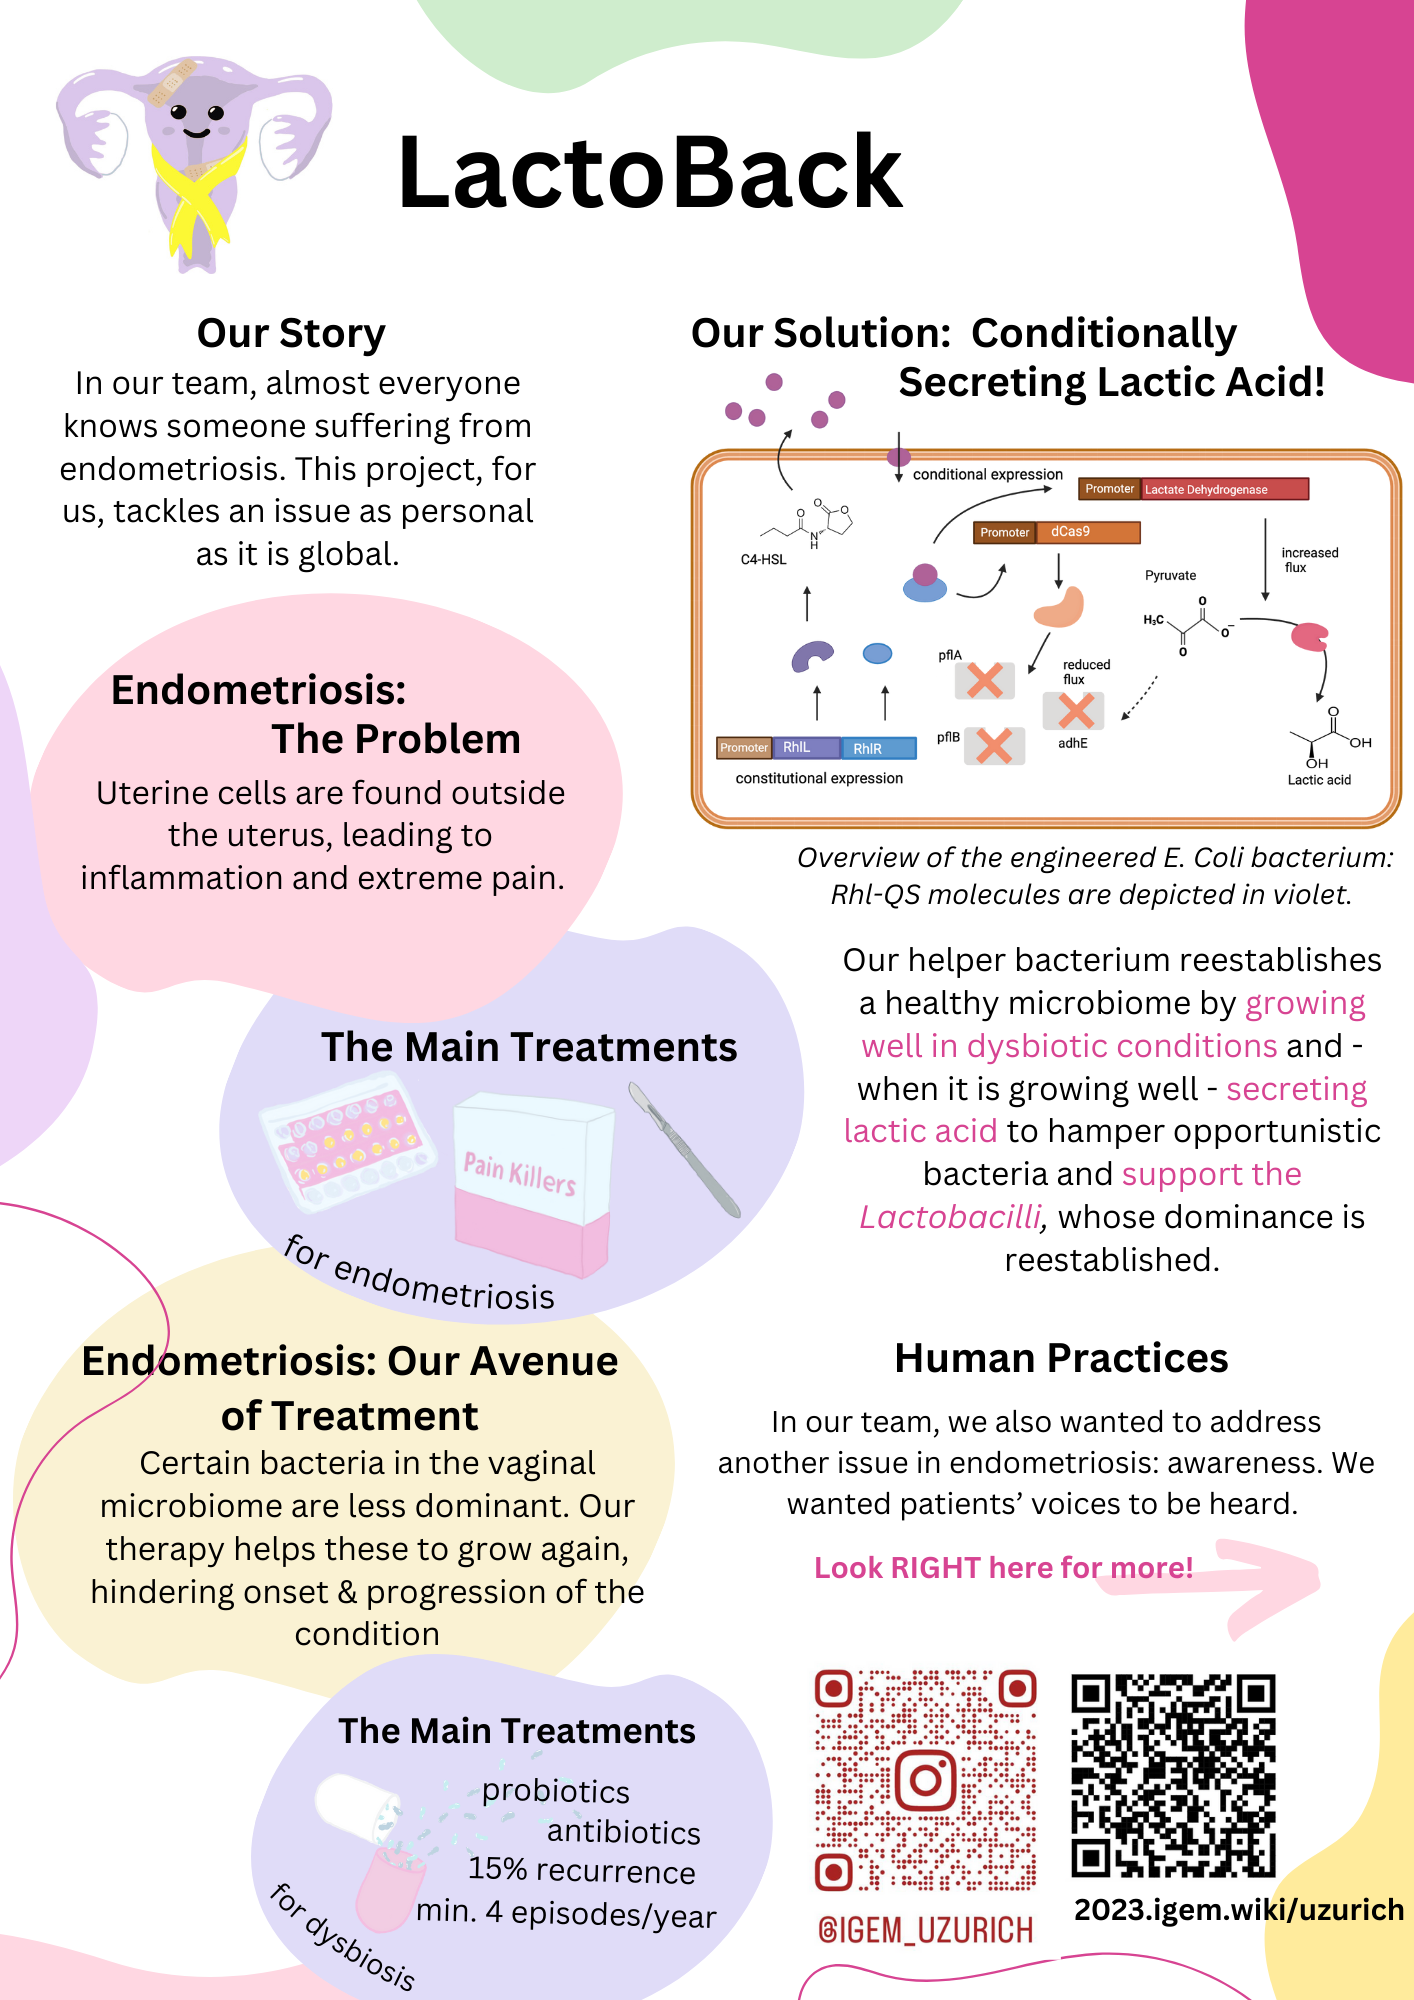 LactoBack
Our Story
In our team, almost everyone
knows someone suffering from
endometriosis. This project, for
us, tackles an issue as personal
as it is global.
Endometriosis:
The Problem
Uterine cells are found outside
the uterus, leading to
inflammation and extreme pain.
The Main Treatments
Pain Killers
for endometriosis
Endometriosis: Our Avenue
of Treatment
Certain bacteria in the vaginal
microbiome are less dominant. Our
therapy helps these to grow again,
hindering onset & progression of the
condition
The Main Treatments
probiotics
antibiotics
15% recurrence
min. 4 episodes/year
for dysbiosis
Our Solution: Conditionally
Secreting Lactic Acid!
conditional expression
Promoter Lactate Dehydrogenase
Promoter dCas9
O
O
O
N
H
C4-HSL
increased
flux
Pyruvate
O
H₃C
O⁻
O
pflA
reduced
flux
pflB
adhE
Promoter RhlL RhlR
constitutional expression
O
OH
OH
Lactic acid
Overview of the engineered E. Coli bacterium:
Rhl-QS molecules are depicted in violet.
Our helper bacterium reestablishes
a healthy microbiome by growing
well in dysbiotic conditions and -
when it is growing well - secreting
lactic acid to hamper opportunistic
bacteria and support the
Lactobacilli, whose dominance is
reestablished.
Human Practices
In our team, we also wanted to address
another issue in endometriosis: awareness. We
wanted patients’ voices to be heard.
Look RIGHT here for more!
@IGEM_UZURICH
2023.igem.wiki/uzurich